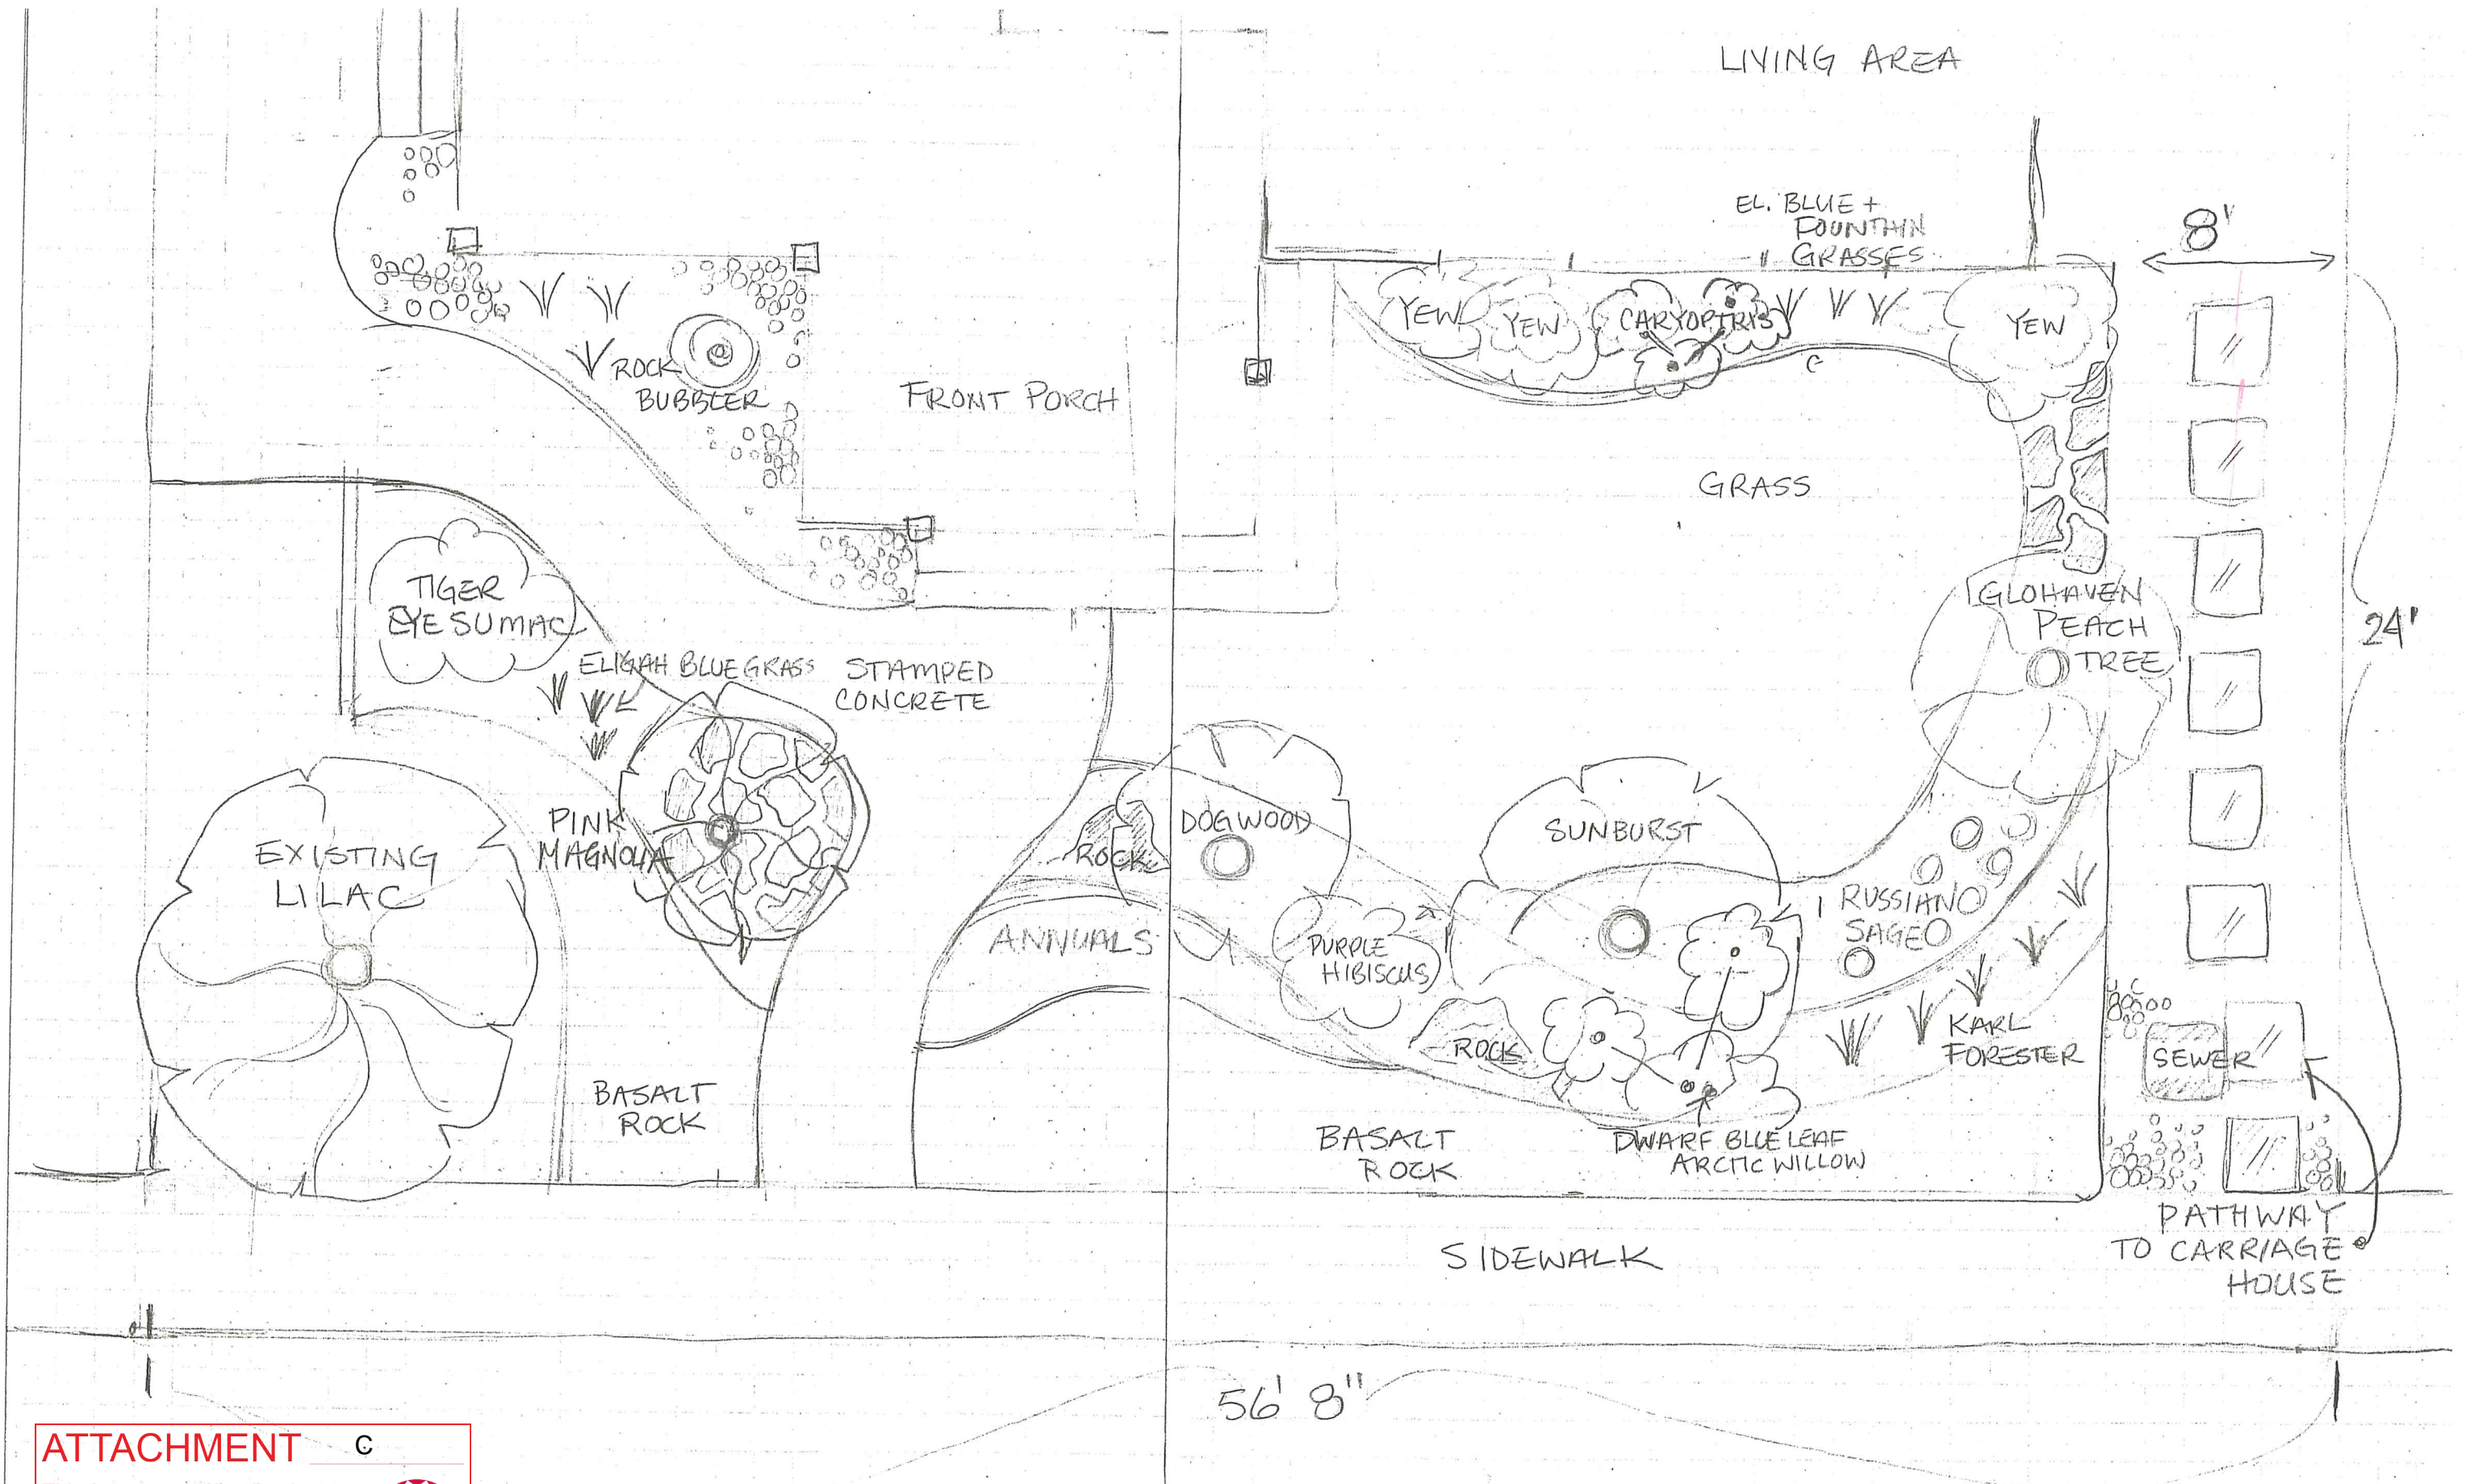 LIVING AREA
EL. BLUE +
FOUNTAIN
GRASSES
8'
YEW
YEW
CARYOPTRIS
YEW
ROCK
BUBBLER
FRONT PORCH
GRASS
TIGER
EYE SUMAC
GLOHAVEN
PEACH
TREE
24'
ELIGAH BLUE GRASS
STAMPED
CONCRETE
PINK
MAGNOLIA
EXISTING
LILAC
ROCK
DOGWOOD
SUNBURST
ANNUALS
PURPLE
HIBISCUS
RUSSIAN
SAGE
ROCK
KARL
FORESTER
SEWER
BASALT
ROCK
BASALT
ROCK
DWARF BLUE LEAF
ARCTIC WILLOW
SIDEWALK
PATHWAY
TO CARRIAGE
HOUSE
56' 8"
ATTACHMENT C